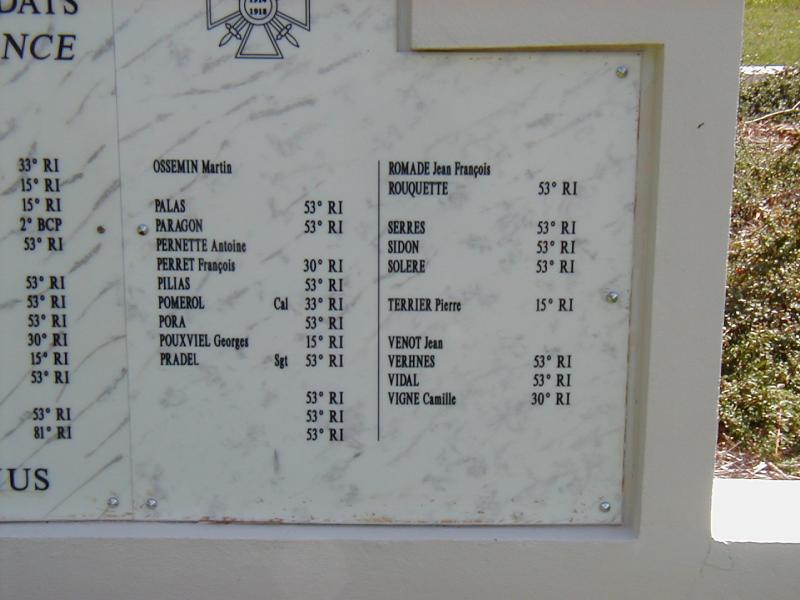 DATS
NCE
1914
1918
33° RI
15° RI
15° RI
2° BCP
53° RI
53° RI
53° RI
53° RI
30° RI
15° RI
53° RI
53° RI
81° RI
NUS
OSSEMIN Martin
PALAS 53° RI
PARAGON 53° RI
PERNETTE Antoine
PERRET François 30° RI
PILIAS 53° RI
POMEROL Cal 33° RI
PORA 53° RI
POUXVIEL Georges 15° RI
PRADEL Sgt 53° RI
53° RI
53° RI
53° RI
ROMADE Jean François
ROUQUETTE 53° RI
SERRES 53° RI
SIDON 53° RI
SOLERE 53° RI
TERRIER Pierre 15° RI
VENOT Jean
VERHNES 53° RI
VIDAL 53° RI
VIGNE Camille 30° RI